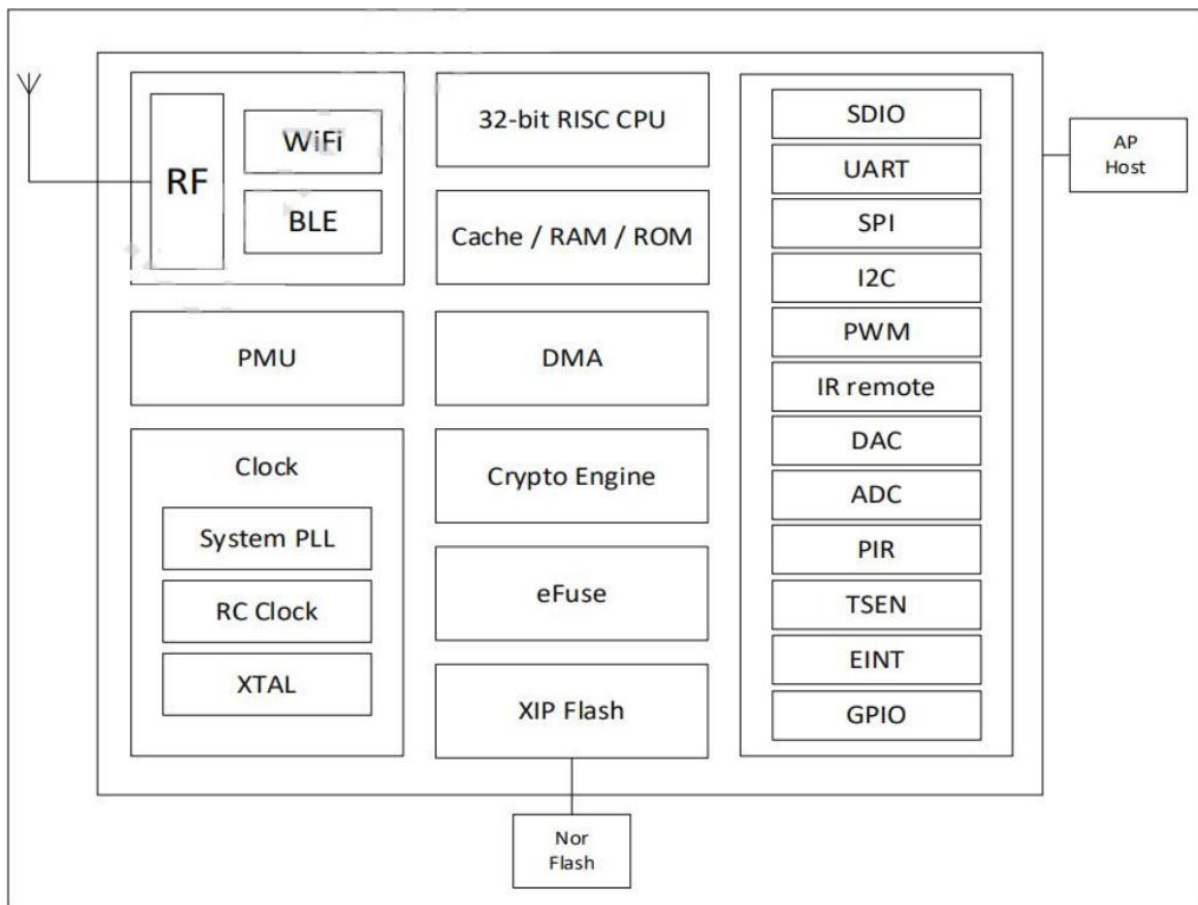 RF
WiFi
BLE
PMU
Clock
System PLL
RC Clock
XTAL
32-bit RISC CPU
Cache / RAM / ROM
DMA
Crypto Engine
eFuse
XIP Flash
SDIO
UART
SPI
I2C
PWM
IR remote
DAC
ADC
PIR
TSEN
EINT
GPIO
AP
Host
Nor
Flash